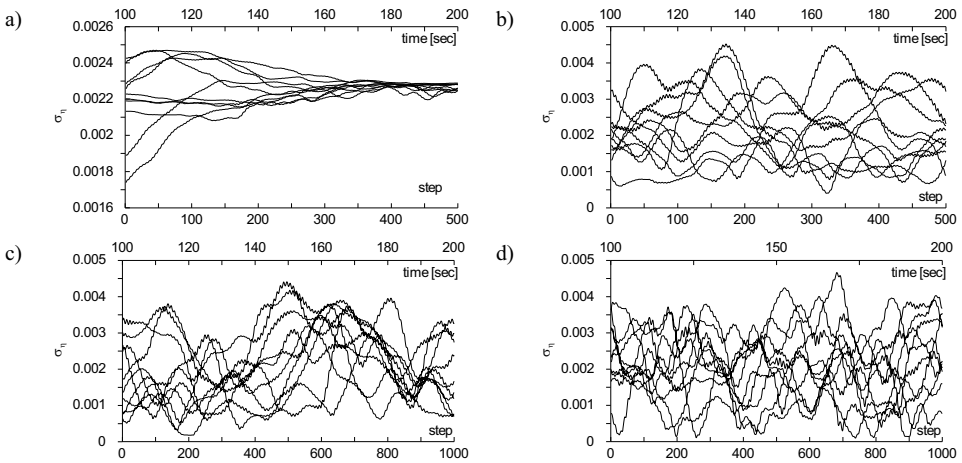 a)
100 120 140 160 180 200
0.0026
0.0024
0.0022
0.002
0.0018
0.0016
ση
time [sec]
step
0 100 200 300 400 500
b)
100 120 140 160 180 200
0.005
0.004
0.003
0.002
0.001
0
ση
time [sec]
step
0 100 200 300 400 500
c)
100 120 140 160 180 200
0.005
0.004
0.003
0.002
0.001
0
ση
time [sec]
step
0 200 400 600 800 1000
d)
100 150 200
0.005
0.004
0.003
0.002
0.001
0
ση
time [sec]
step
0 200 400 600 800 1000